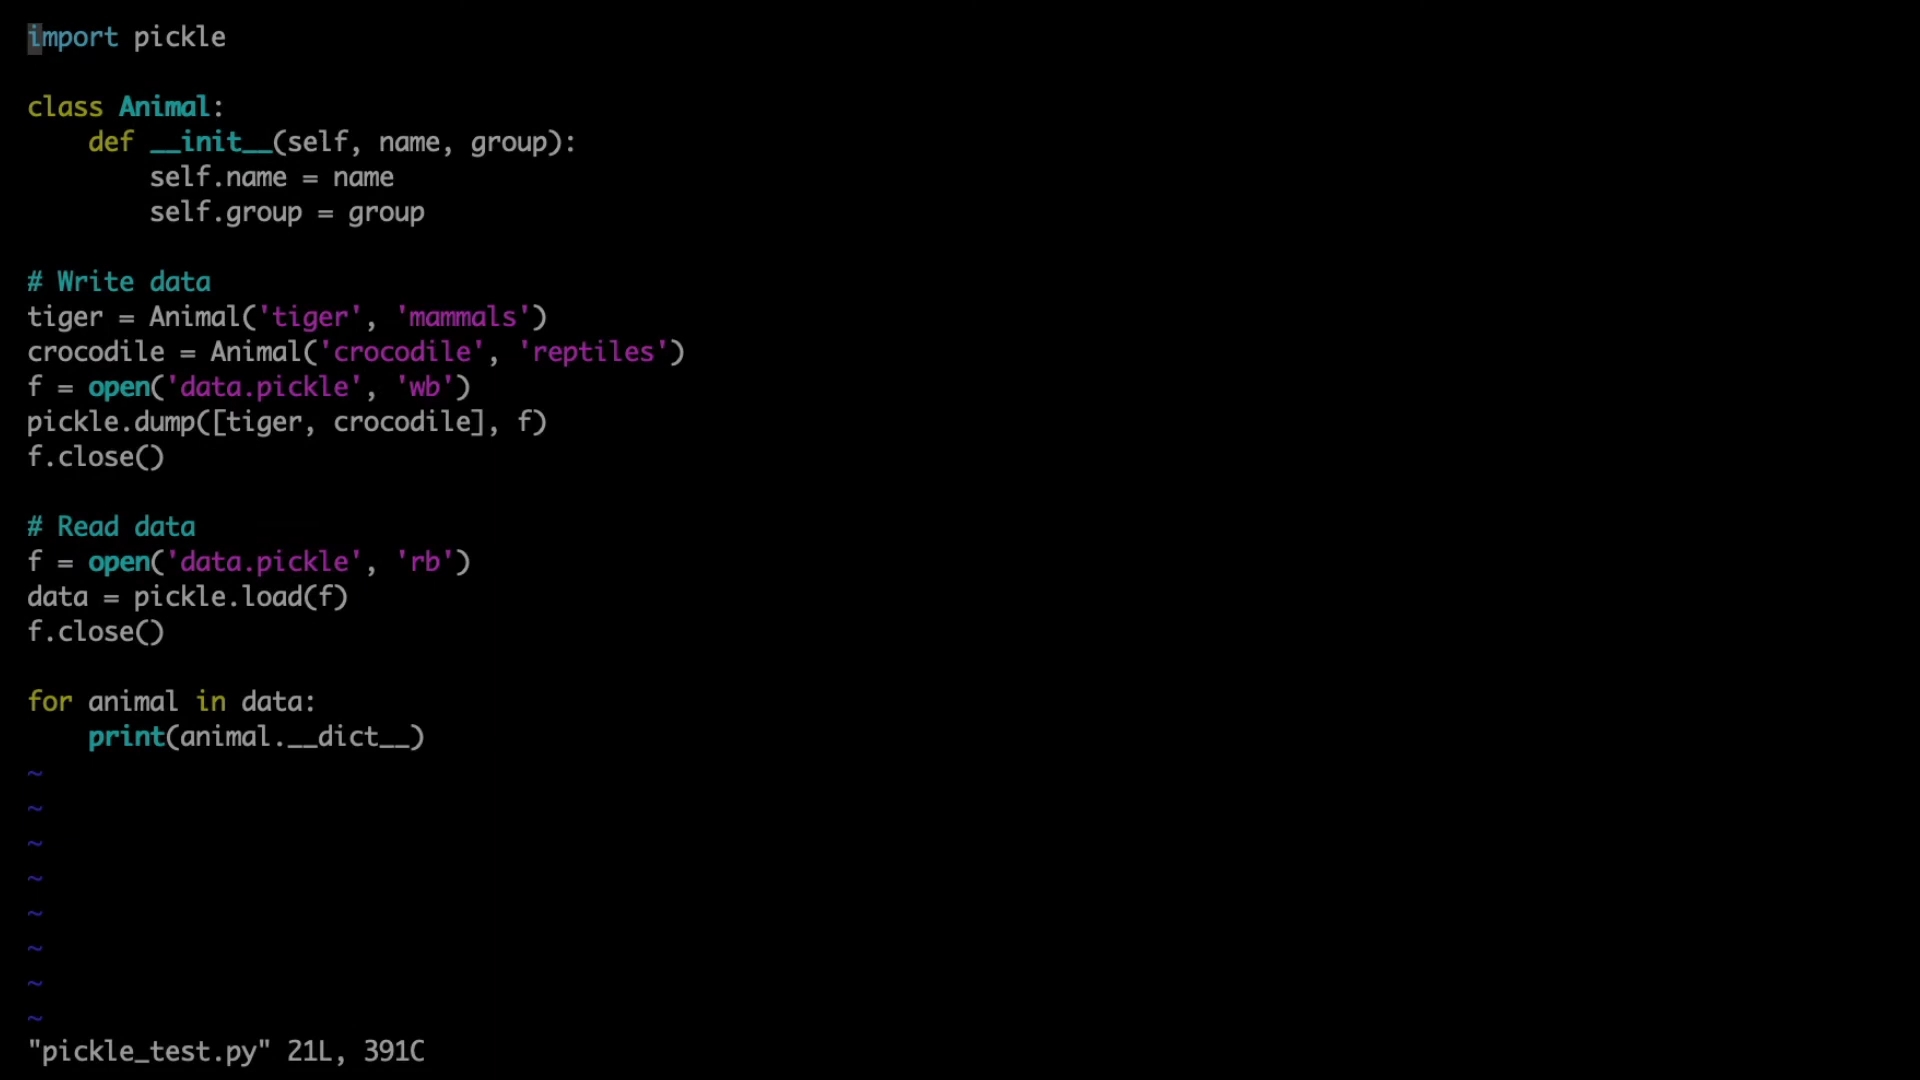 import pickle

class Animal:
    def __init__(self, name, group):
        self.name = name
        self.group = group

# Write data
tiger = Animal('tiger', 'mammals')
crocodile = Animal('crocodile', 'reptiles')
f = open('data.pickle', 'wb')
pickle.dump([tiger, crocodile], f)
f.close()

# Read data
f = open('data.pickle', 'rb')
data = pickle.load(f)
f.close()

for animal in data:
    print(animal.__dict__)
~
~
~
~
~
~
~
~
"pickle_test.py" 21L, 391C